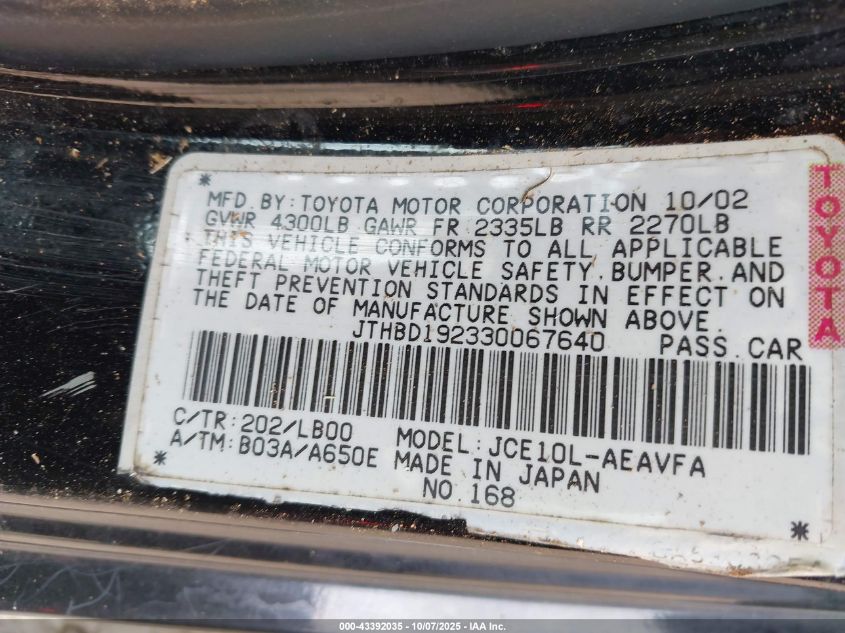 MFD. BY: TOYOTA MOTOR CORPORATION 10/02
GVWR 4300LB GAWR FR 2335LB RR 2270LB
THIS VEHICLE CONFORMS TO ALL APPLICABLE
FEDERAL MOTOR VEHICLE SAFETY. BUMPER. AND
THEFT PREVENTION STANDARDS IN EFFECT ON
THE DATE OF MANUFACTURE SHOWN ABOVE.
JTHBD192330067640 PASS. CAR
C/TR: 202/LB00 MODEL: JCE10L-AEAVFA
A/TM: B03A/A650E MADE IN JAPAN
NO. 168
TOYOTA
000-43392035 - 10/07/2025 - IAA Inc.